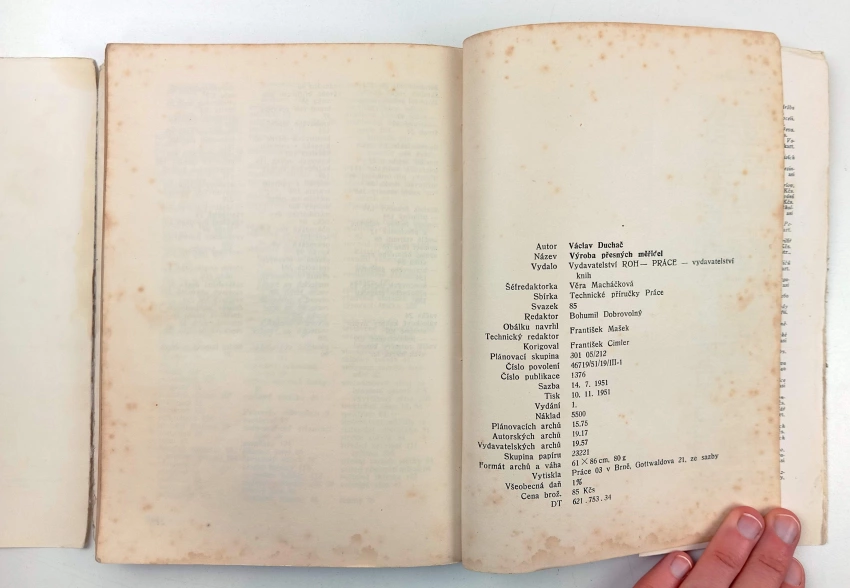 Autor Václav Duchač
Název Výroba přesných měřidel
Vydalo Vydavatelství ROH — PRÁCE — vydavatelství
knih
Šéfredaktorka Věra Macháčková
Sbírka Technické příručky Práce
Svazek 85
Redaktor Bohumil Dobrovolný
Obálku navrhl
Technický redaktor František Mašek
Korigoval František Cimler
Plánovací skupina 301 05/212
Číslo povolení 46719/51/19/III-1
Číslo publikace 1376
Sazba 14. 7. 1951
Tisk 10. 11. 1951
Vydání 1.
Náklad 5500
Plánovacích archů 15.75
Autorských archů 19.17
Vydavatelských archů 19.57
Skupina papíru 23221
Formát archů a váha 61 × 86 cm, 80 g
Vytiskla Práce 03 v Brně, Gottwaldova 21, ze sazby
Všeobecná daň 1%
Cena brož. 85 Kčs
DT 621.753.34